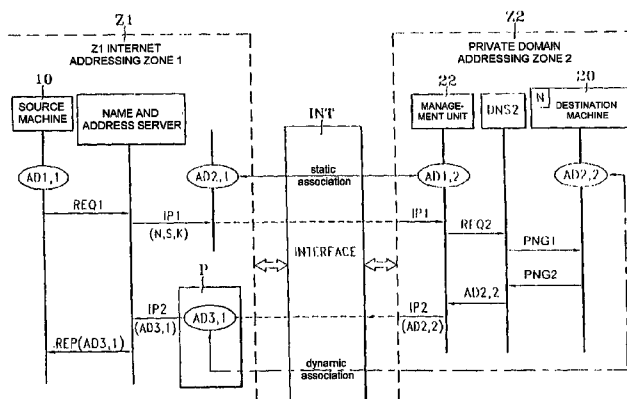 Z1
Z2
Z1 INTERNET
ADDRESSING ZONE 1
PRIVATE DOMAIN
ADDRESSING ZONE 2
10
SOURCE
MACHINE
NAME AND
ADDRESS SERVER
INT
22
MANAGE-
MENT UNIT
DNS2
20
N
DESTINATION
MACHINE
AD1,1
AD2,1
static
association
AD1,2
AD2,2
REQ1
IP1
(N,S,K)
IP1
REQ2
PNG1
INTERFACE
PNG2
P
IP2
(AD3,1)
AD3,1
AD2,2
IP2
(AD2,2)
REP(AD3,1)
dynamic
association